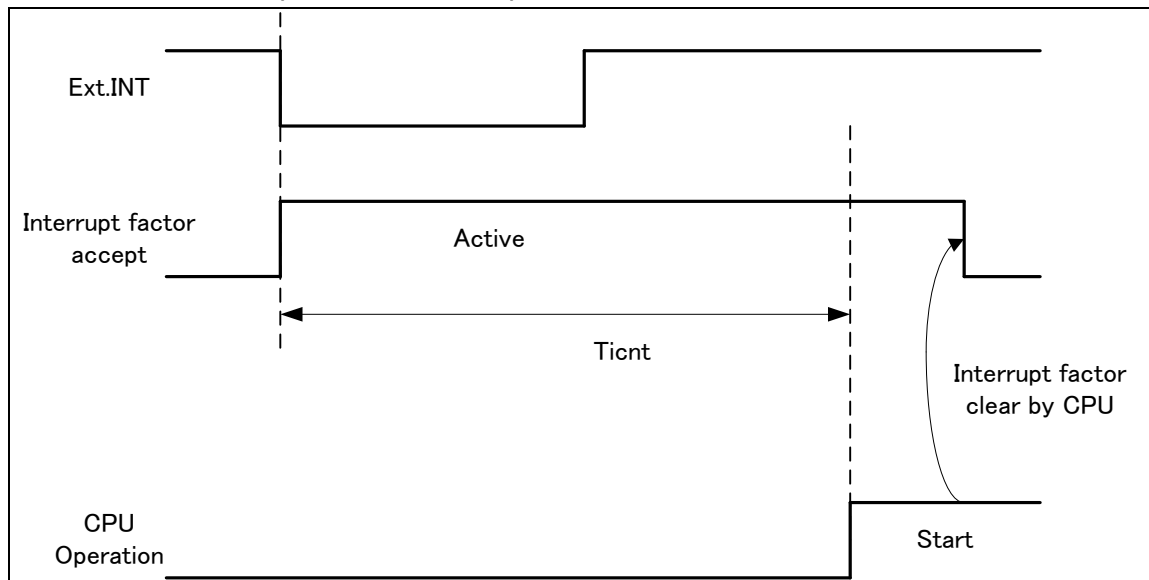 Ext.INT
Interrupt factor
accept
Active
Ticnt
Interrupt factor
clear by CPU
CPU
Operation
Start